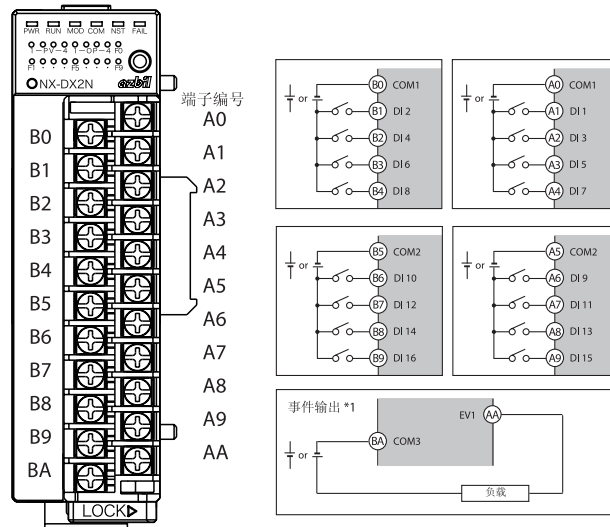 PWR RUN MOD COM NST FAIL
1-PV-4 1-DP-4 F0
F1 · · · F5 · · · F9
NX-DX2N azbil
端子编号
B0
B1
B2
B3
B4
B5
B6
B7
B8
B9
BA
A0
A1
A2
A3
A4
A5
A6
A7
A8
A9
AA
LOCK
or
B0 COM1
B1 DI 2
B2 DI 4
B3 DI 6
B4 DI 8
or
A0 COM1
A1 DI 1
A2 DI 3
A3 DI 5
A4 DI 7
or
B5 COM2
B6 DI 10
B7 DI 12
B8 DI 14
B9 DI 16
or
A5 COM2
A6 DI 9
A7 DI 11
A8 DI 13
A9 DI 15
事件输出 *1
EV1 AA
or
BA COM3
负载